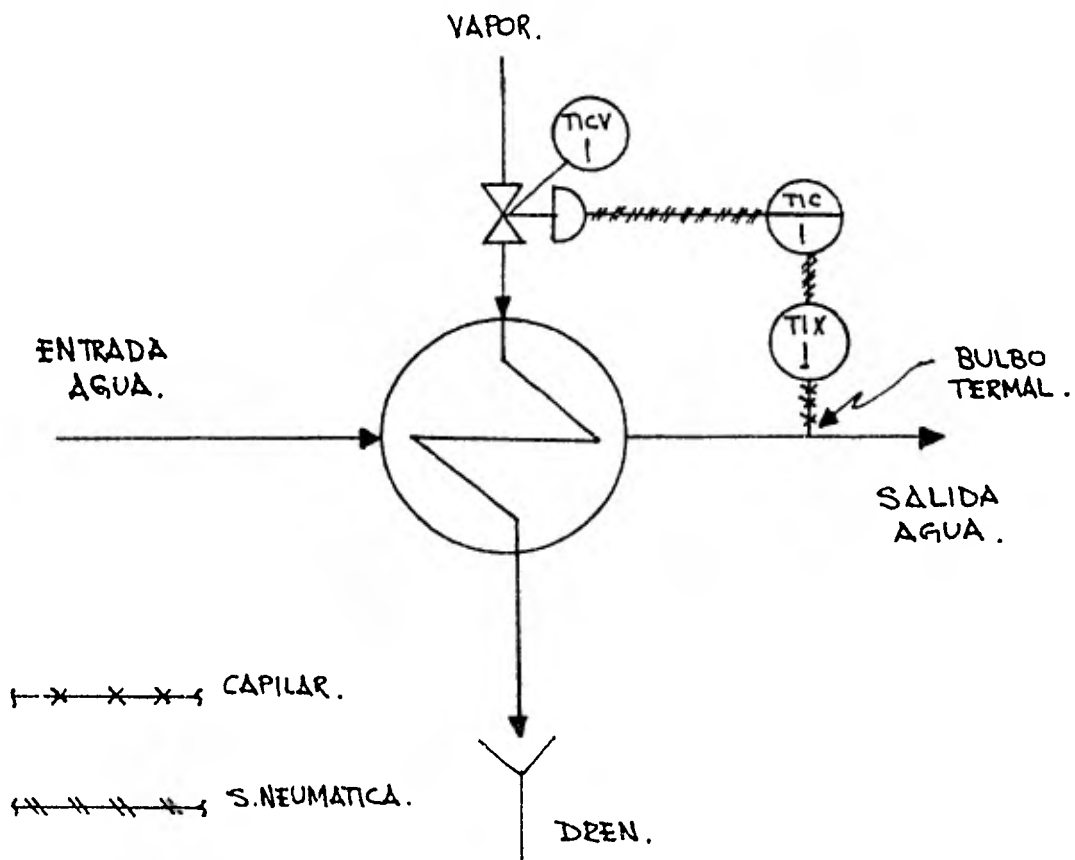 VAPOR.
TICV
1
TIC
1
TIX
1
ENTRADA
AGUA.
BULBO
TERMAL.
SALIDA
AGUA.
CAPILAR.
S.NEUMATICA.
DREN.